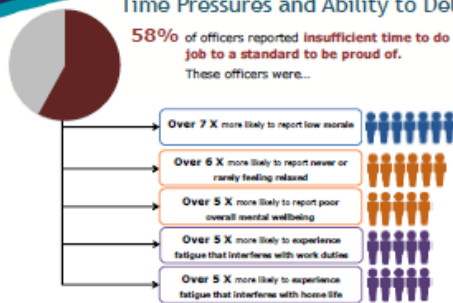 Time Pressures and Ability to Del
58% of officers reported insufficient time to do
job to a standard to be proud of.
These officers were...
Over 7 X more likely to report low morale
Over 6 X more likely to report never or
rarely feeling relaxed
Over 5 X more likely to report poor
overall mental wellbeing
Over 5 X more likely to experience
fatigue that interferes with work duties
Over 5 X more likely to experience
fatigue that interferes with home life